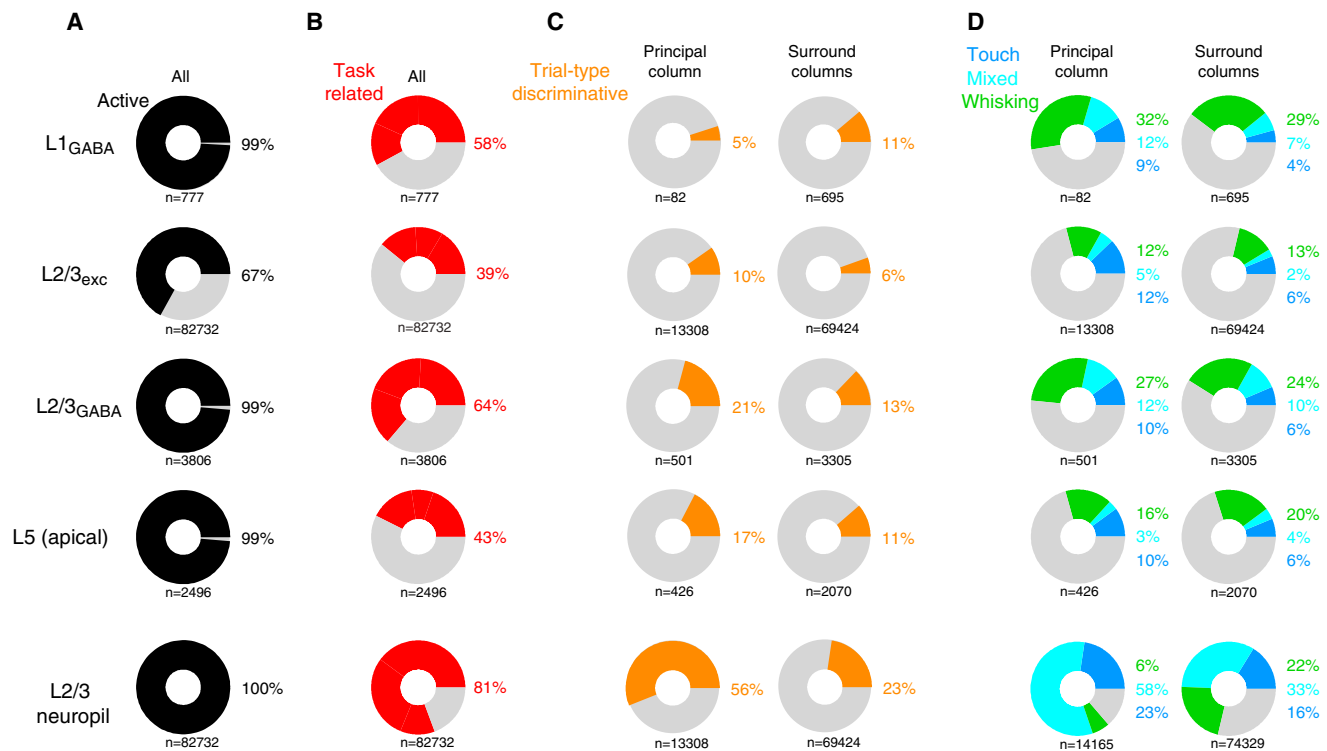 A
B
C
D
All
Active
Task
related
All
Trial-type
discriminative
Principal
column
Surround
columns
Touch
Mixed
Whisking
Principal
column
Surround
columns
L1GABA
99%
n=777
58%
n=777
5%
n=82
11%
n=695
32%
12%
9%
n=82
29%
7%
4%
n=695
L2/3exc
67%
n=82732
39%
n=82732
10%
n=13308
6%
n=69424
12%
5%
12%
n=13308
13%
2%
6%
n=69424
L2/3GABA
99%
n=3806
64%
n=3806
21%
n=501
13%
n=3305
27%
12%
10%
n=501
24%
10%
6%
n=3305
L5 (apical)
99%
n=2496
43%
n=2496
17%
n=426
11%
n=2070
16%
3%
10%
n=426
20%
4%
6%
n=2070
L2/3
neuropil
100%
n=82732
81%
n=82732
56%
n=13308
23%
n=69424
6%
58%
23%
n=14165
22%
33%
16%
n=74329